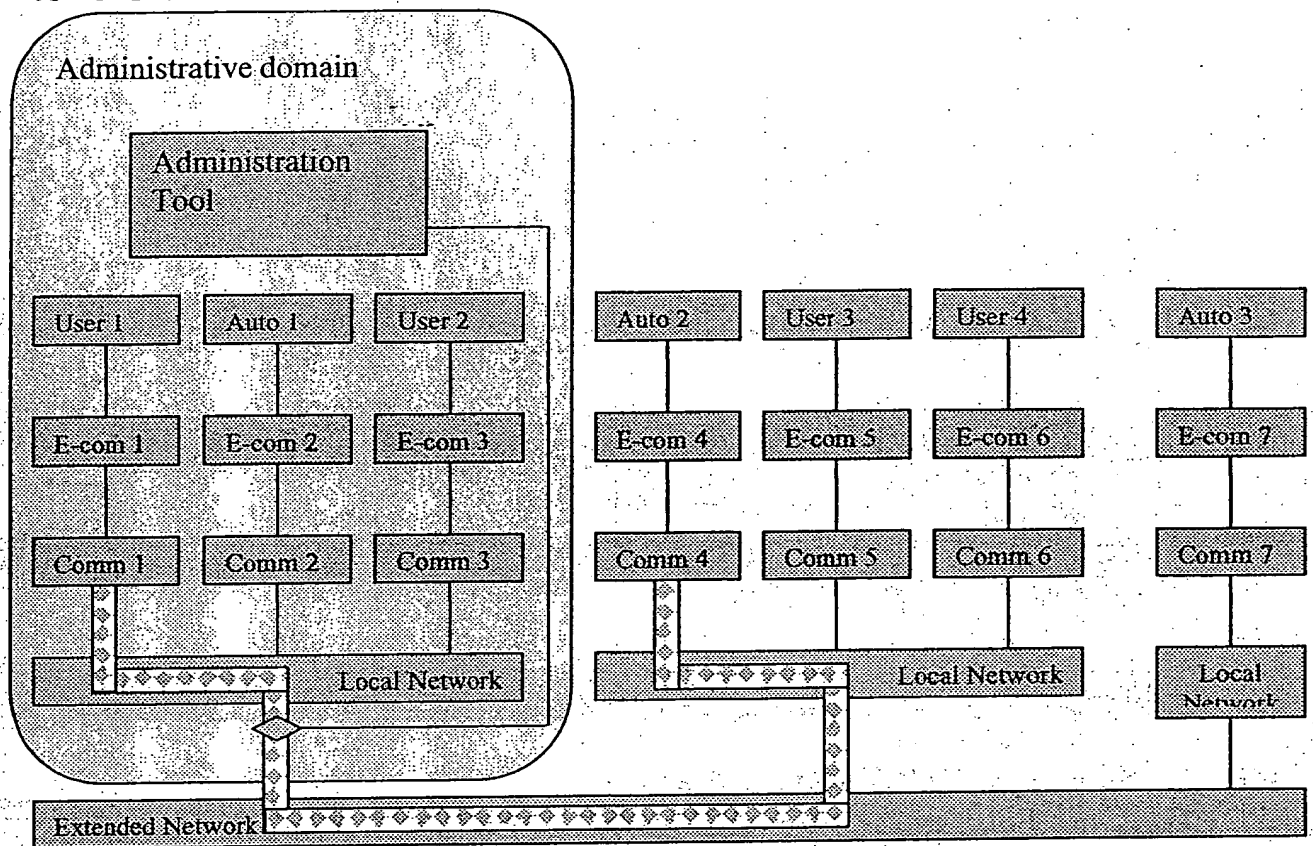 Administrative domain
Administration
Tool
User 1
Auto 1
User 2
Auto 2
User 3
User 4
Auto 3
E-com 1
E-com 2
E-com 3
E-com 4
E-com 5
E-com 6
E-com 7
Comm 1
Comm 2
Comm 3
Comm 4
Comm 5
Comm 6
Comm 7
Local Network
Local Network
Local
Network
Extended Network